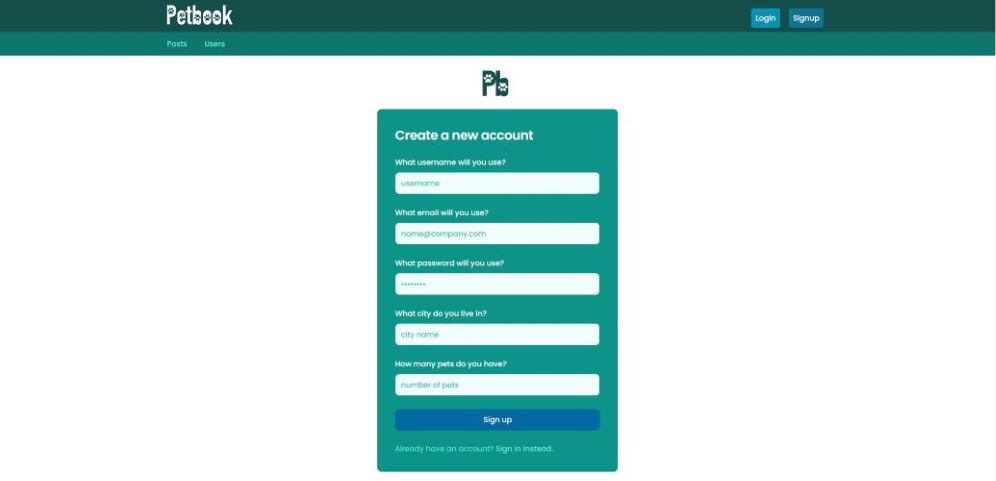 Petbook
Login Signup
Posts Users
Pb
Create a new account
What username will you use?
username
What email will you use?
name@company.com
What password will you use?
••••••••
What city do you live in?
city name
How many pets do you have?
number of pets
Sign up
Already have an account? Sign in instead.